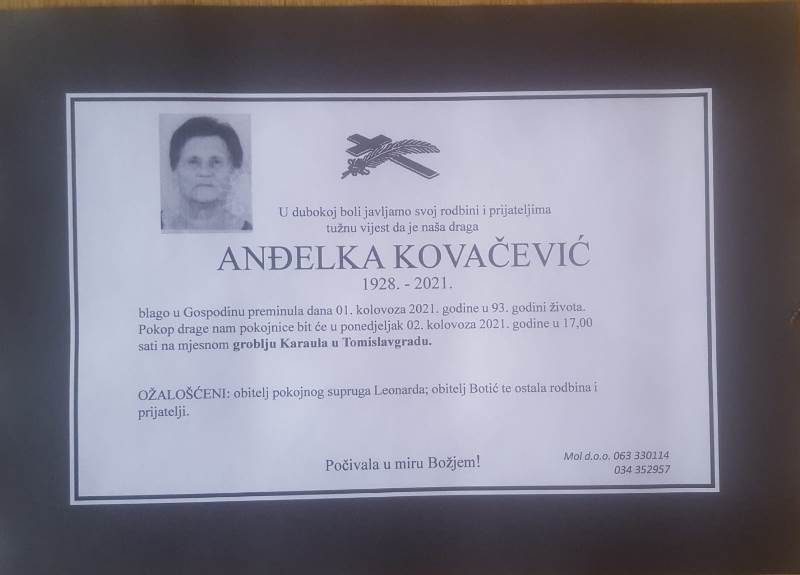 U dubokoj boli javljamo svoj rodbini i prijateljima
tužnu vijest da je naša draga
ANĐELKA KOVAČEVIĆ
1928. - 2021.
blago u Gospodinu preminula dana 01. kolovoza 2021. godine u 93. godini života.
Pokop drage nam pokojnice bit će u ponedjeljak 02. kolovoza 2021. godine u 17,00
sati na mjesnom groblju Karaula u Tomislavgradu.
OŽALOŠĆENI: obitelj pokojnog supruga Leonarda; obitelj Botić te ostala rodbina i
prijatelji.
Počivala u miru Božjem!
Mol d.o.o. 063 330114
034 352957